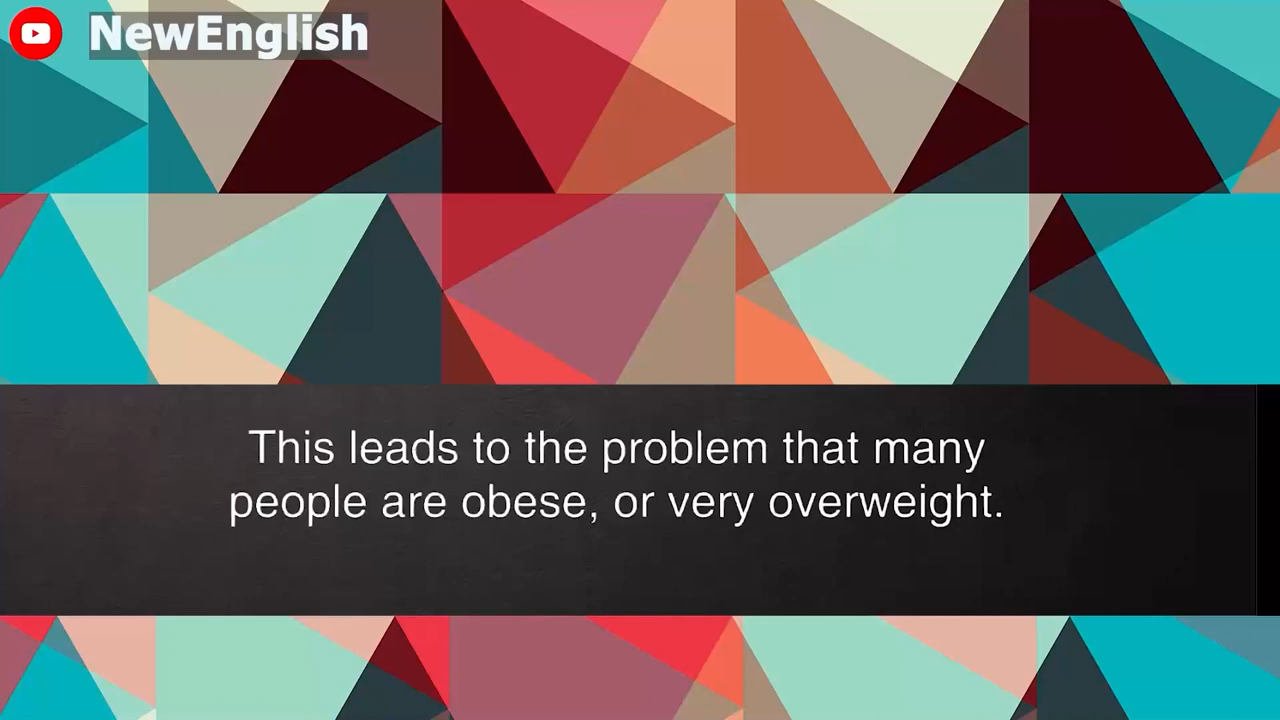 NewEnglish
This leads to the problem that many
people are obese, or very overweight.